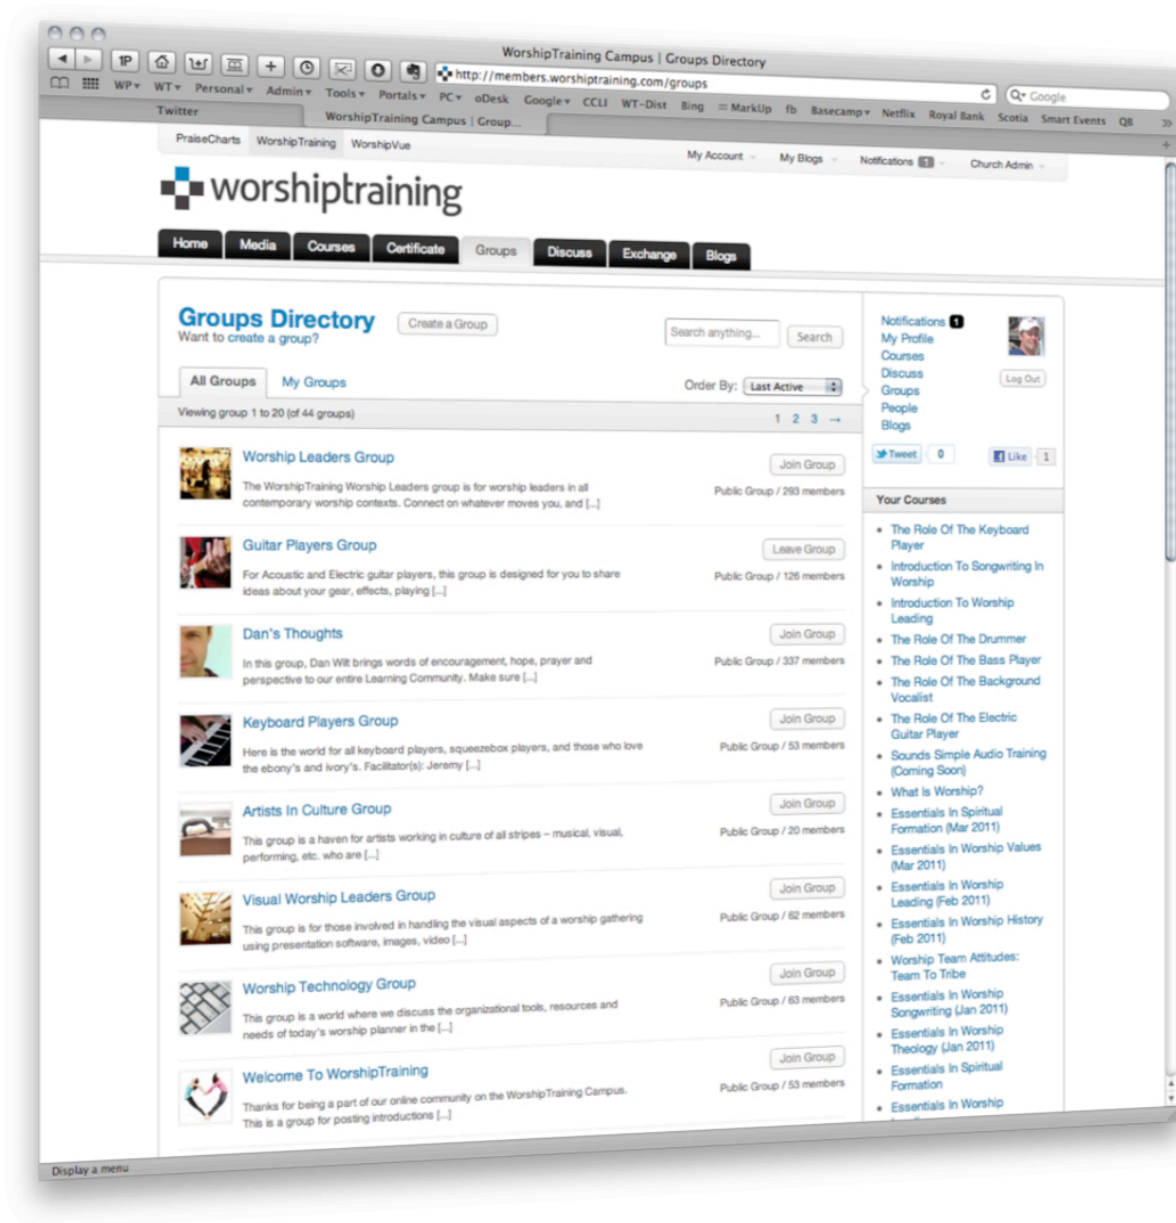 WorshipTraining Campus | Groups Directory
1P
http://members.worshiptraining.com/groups
Google
WP WT Personal Admin Tools Portals PC oDesk Google CCLI WT-Dist Bing MarkUp fb Basecamp Netflix Royal Bank Scotia Smart Events QB
Twitter
WorshipTraining Campus | Group...
PraiseCharts WorshipTraining WorshipVue
My Account My Blogs Notifications 1 Church Admin
worshiptraining
Home Media Courses Certificate Groups Discuss Exchange Blogs
Groups Directory
Create a Group
Search anything...
Search
Want to create a group?
All Groups My Groups
Order By: Last Active
Viewing group 1 to 20 (of 44 groups)
1 2 3 →
Worship Leaders Group
Join Group
The WorshipTraining Worship Leaders group is for worship leaders in all
contemporary worship contexts. Connect on whatever moves you, and [...]
Public Group / 293 members
Guitar Players Group
Leave Group
For Acoustic and Electric guitar players, this group is designed for you to share
ideas about your gear, effects, playing [...]
Public Group / 126 members
Dan's Thoughts
Join Group
In this group, Dan Wilt brings words of encouragement, hope, prayer and
perspective to our entire Learning Community. Make sure [...]
Public Group / 337 members
Keyboard Players Group
Join Group
Here is the world for all keyboard players, squeezebox players, and those who love
the ebony's and ivory's. Facilitator(s): Jeremy [...]
Public Group / 53 members
Artists In Culture Group
Join Group
This group is a haven for artists working in culture of all stripes – musical, visual,
performing, etc. who are [...]
Public Group / 20 members
Visual Worship Leaders Group
Join Group
This group is for those involved in handling the visual aspects of a worship gathering
using presentation software, images, video [...]
Public Group / 62 members
Worship Technology Group
Join Group
This group is a world where we discuss the organizational tools, resources and
needs of today's worship planner in the [...]
Public Group / 63 members
Welcome To WorshipTraining
Join Group
Thanks for being a part of our online community on the WorshipTraining Campus.
This is a group for posting introductions [...]
Public Group / 53 members
Notifications 1
My Profile
Courses
Discuss
Groups
People
Blogs
Log Out
Tweet 0
Like 1
Your Courses
The Role Of The Keyboard
Player
Introduction To Songwriting In
Worship
Introduction To Worship
Leading
The Role Of The Drummer
The Role Of The Bass Player
The Role Of The Background
Vocalist
The Role Of The Electric
Guitar Player
Sounds Simple Audio Training
(Coming Soon)
What Is Worship?
Essentials In Spiritual
Formation (Mar 2011)
Essentials In Worship Values
(Mar 2011)
Essentials In Worship
Leading (Feb 2011)
Essentials In Worship History
(Feb 2011)
Worship Team Attitudes:
Team To Tribe
Essentials In Worship
Songwriting (Jan 2011)
Essentials In Worship
Theology (Jan 2011)
Essentials In Spiritual
Formation
Essentials In Worship
Display a menu